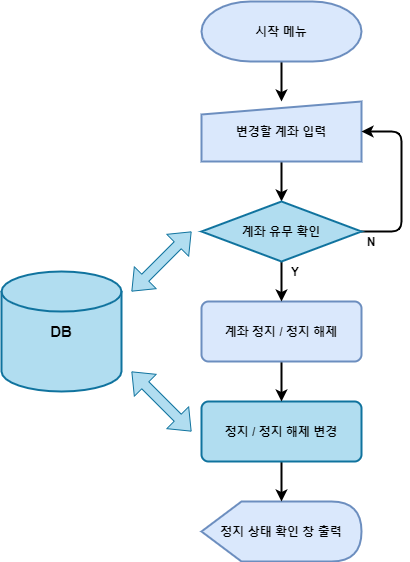 시작 메뉴
변경할 계좌 입력
계좌 유무 확인
N
Y
DB
계좌 정지 / 정지 해제
정지 / 정지 해제 변경
정지 상태 확인 창 출력